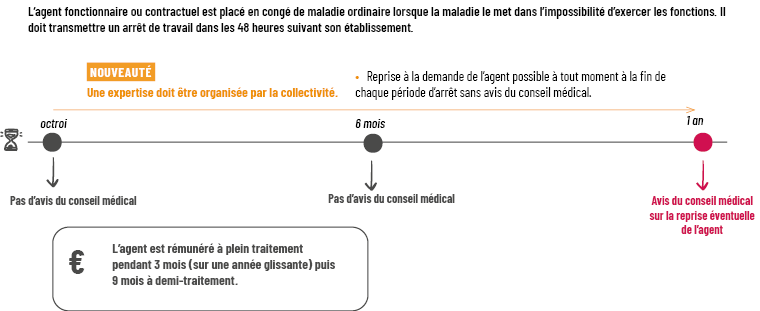 L'agent fonctionnaire ou contractuel est placé en congé de maladie ordinaire lorsque la maladie le met dans l'impossibilité d'exercer les fonctions. Il
doit transmettre un arrêt de travail dans les 48 heures suivant son établissement.
NOUVEAUTÉ
Une expertise doit être organisée par la collectivité.
• Reprise à la demande de l'agent possible à tout moment à la fin de
chaque période d'arrêt sans avis du conseil médical.
octroi
6 mois
1 an
Pas d'avis du conseil médical
Pas d'avis du conseil médical
Avis du conseil médical
sur la reprise éventuelle
de l'agent
€
L'agent est rémunéré à plein traitement
pendant 3 mois (sur une année glissante) puis
9 mois à demi-traitement.